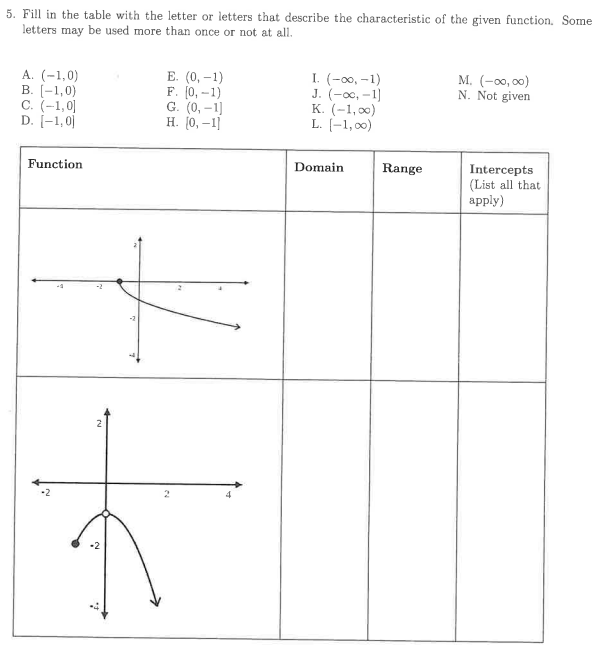 5. Fill in the table with the letter or letters that describe the characteristic of the given function. Some
letters may be used more than once or not at all.
A. (−1,0)
B. [−1,0)
C. (−1,0]
D. [−1,0]
E. (0,−1)
F. [0,−1)
G. (0,−1]
H. [0,−1]
I. (−∞,−1)
J. (−∞,−1]
K. (−1,∞)
L. [−1,∞)
M. (−∞,∞)
N. Not given
Function Domain Range Intercepts
(List all that
apply)
2
-4 -2 2 4
-2
-4
2
-2 2 4
-2
-4